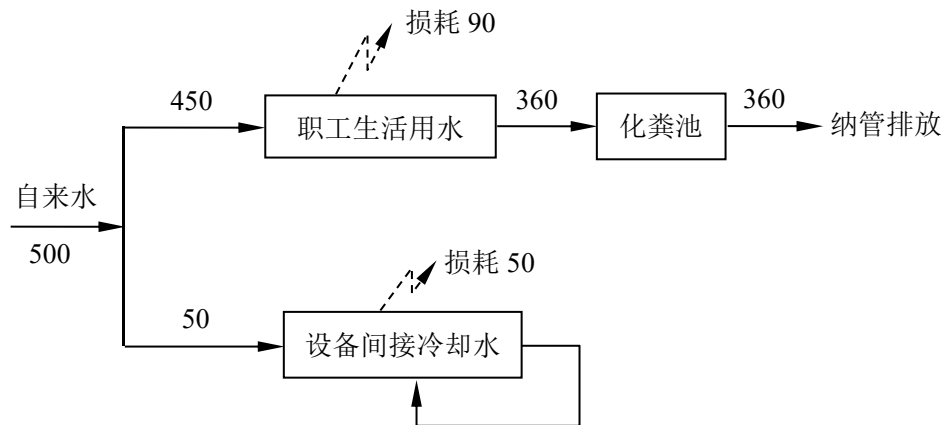 损耗 90
450
职工生活用水
360
化粪池
360
纳管排放
自来水
500
损耗 50
50
设备间接冷却水